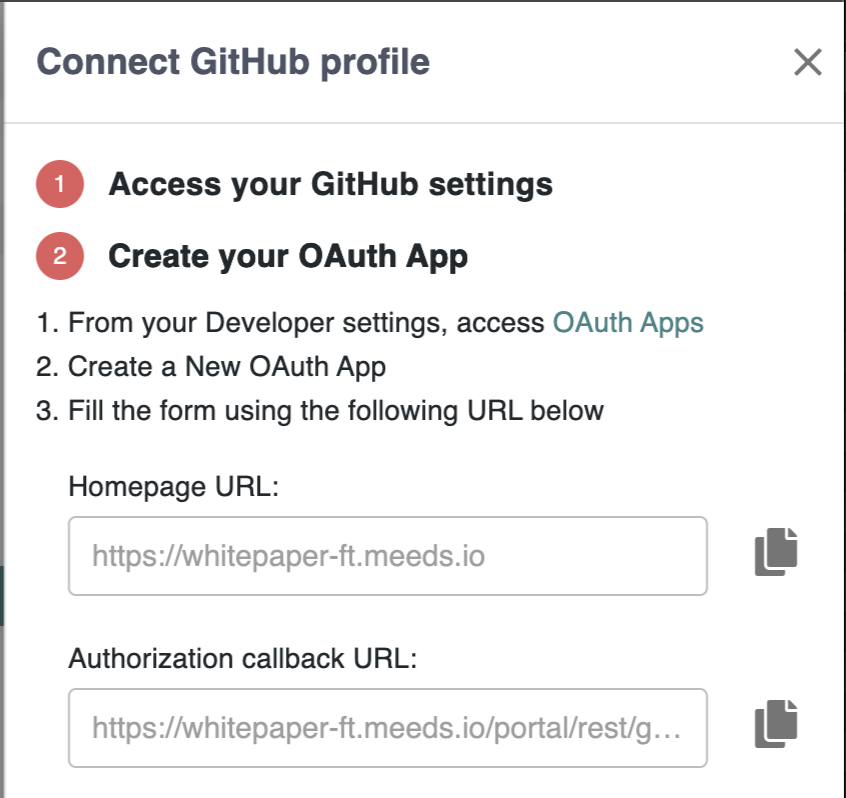 Connect GitHub profile
1 Access your GitHub settings
2 Create your OAuth App
1. From your Developer settings, access OAuth Apps
2. Create a New OAuth App
3. Fill the form using the following URL below
Homepage URL:
https://whitepaper-ft.meeds.io
Authorization callback URL:
https://whitepaper-ft.meeds.io/portal/rest/g...